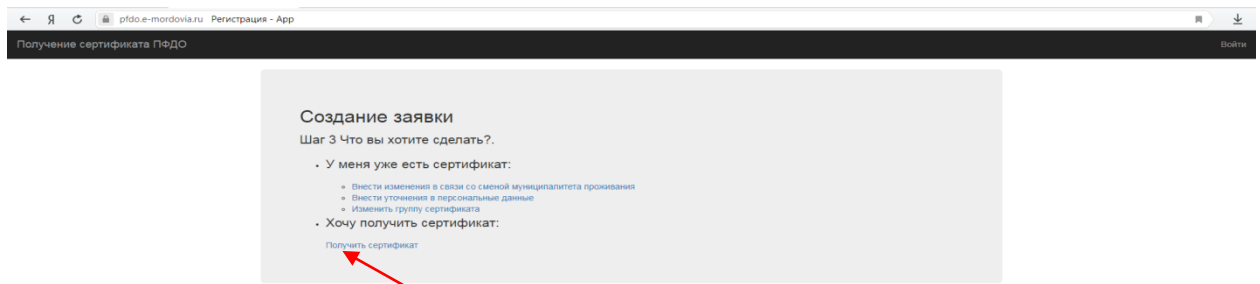 Я pfdo.e-mordovia.ru Регистрация - App
Получение сертификата ПФДО Войти
Создание заявки
Шаг 3 Что вы хотите сделать?.
• У меня уже есть сертификат:
Внести изменения в связи со сменой муниципалитета проживания
Внести уточнения в персональные данные
Изменить группу сертификата
• Хочу получить сертификат:
Получить сертификат